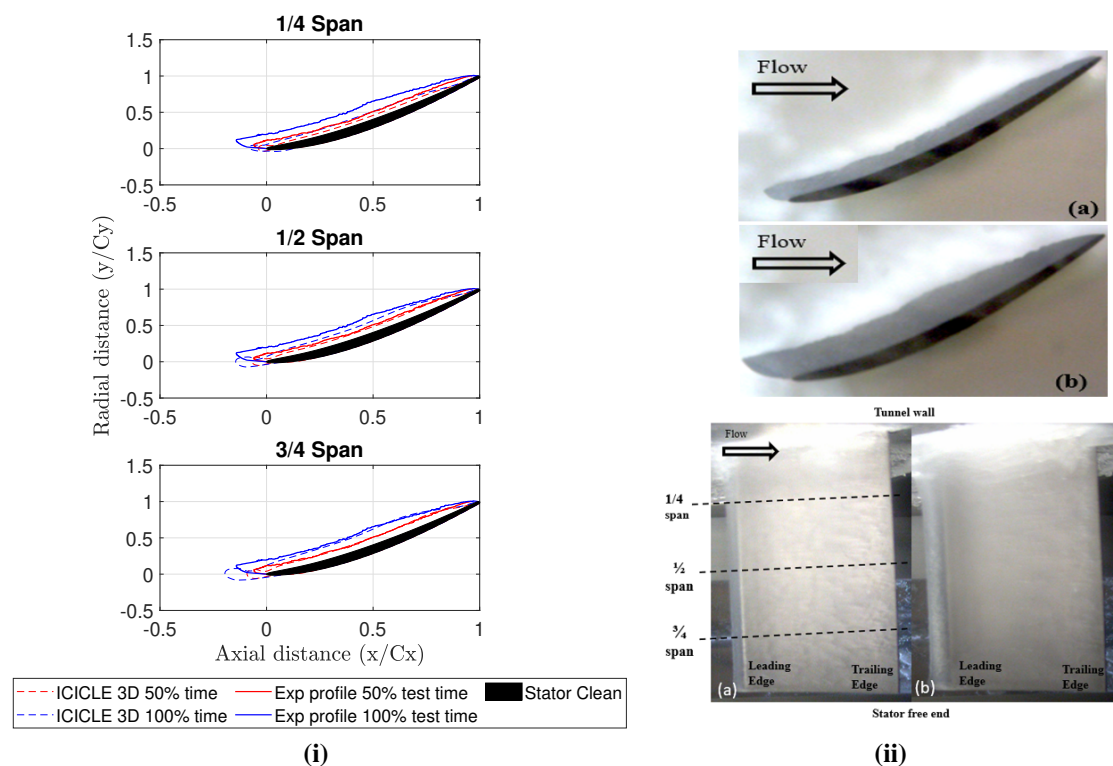 1/4 Span
1.5
1
0.5
0
-0.5
-0.5 0 0.5 1
1/2 Span
1.5
1
0.5
0
-0.5
-0.5 0 0.5 1
3/4 Span
1.5
1
0.5
0
-0.5
-0.5 0 0.5 1
Radial distance (y/Cy)
Axial distance (x/Cx)
ICICLE 3D 50% time
Exp profile 50% test time
Stator Clean
ICICLE 3D 100% time
Exp profile 100% test time
(i)
Flow
(a)
Flow
(b)
Tunnel wall
Flow
1/4
span
½
span
¾
span
(a)
Leading
Edge
Trailing
Edge
(b)
Leading
Edge
Trailing
Edge
Stator free end
(ii)